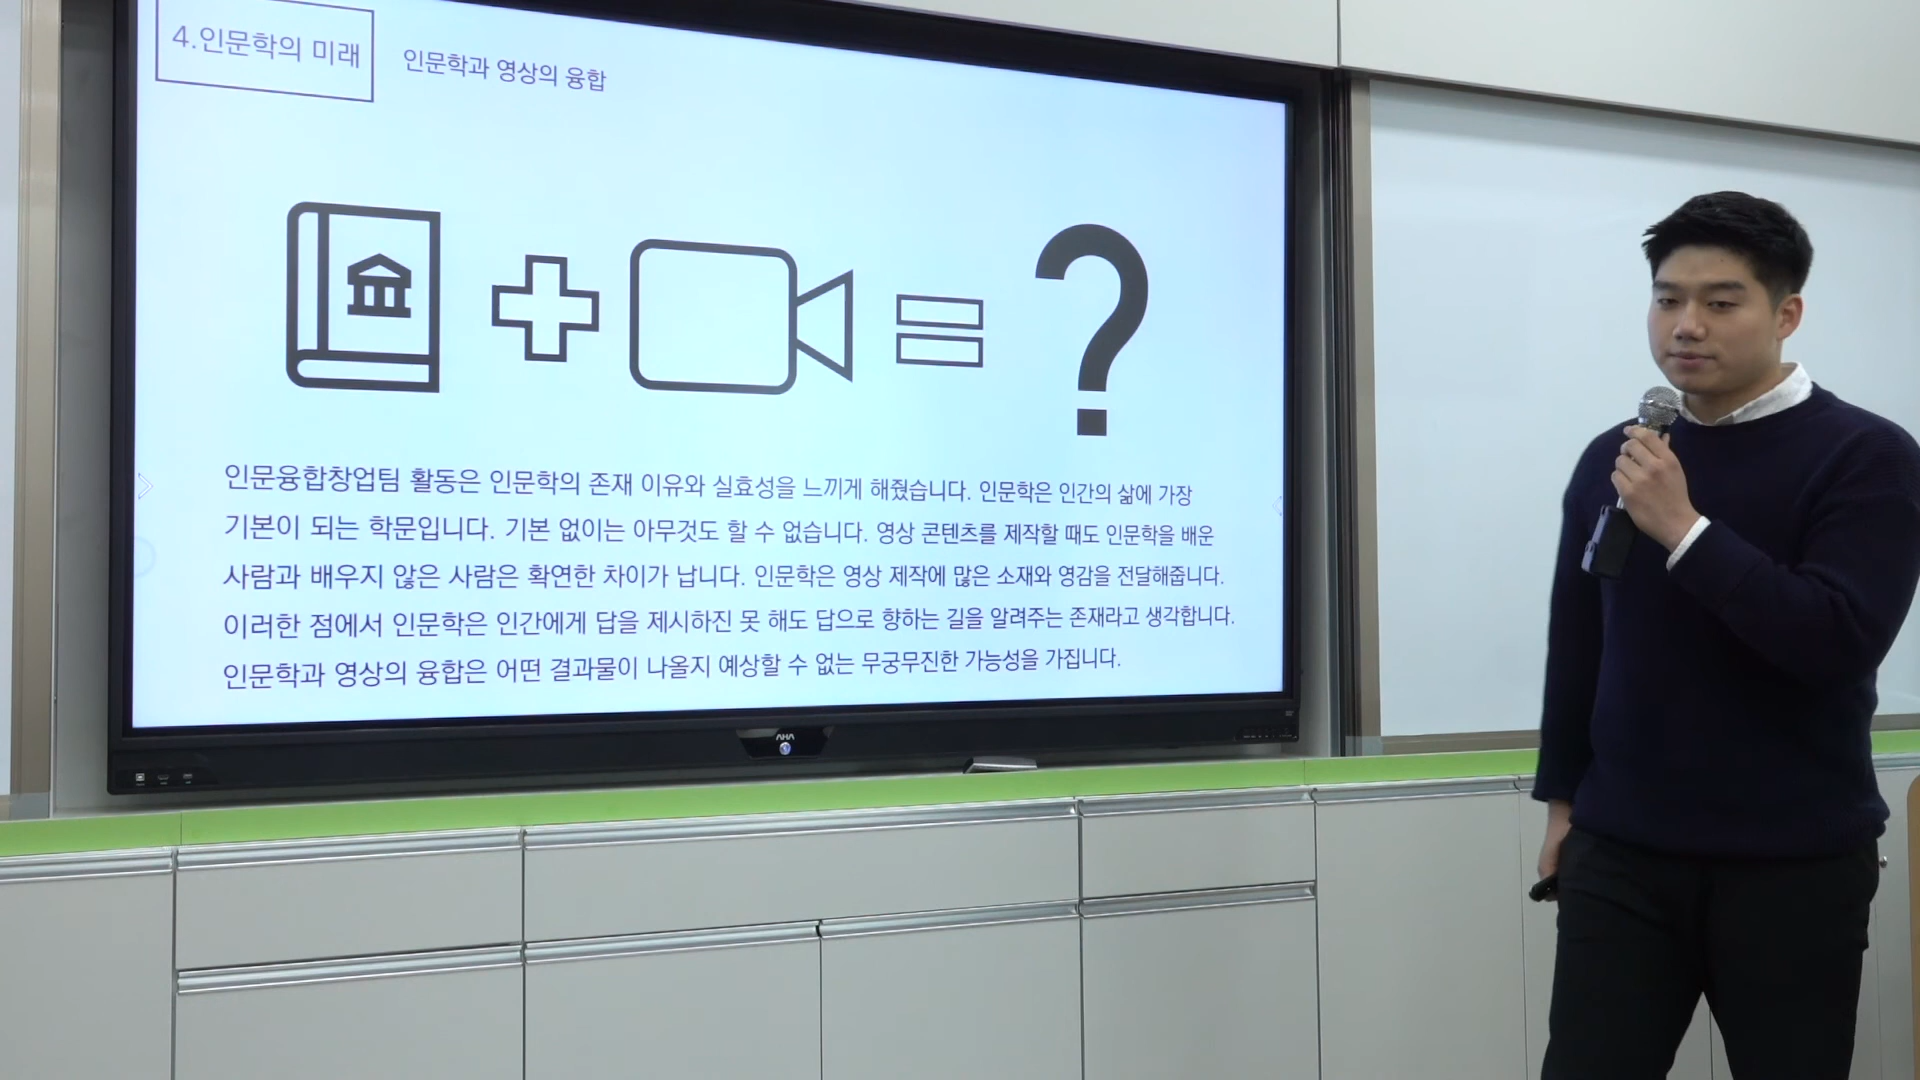 4.인문학의 미래
인문학과 영상의 융합
인문융합창업팀 활동은 인문학의 존재 이유와 실효성을 느끼게 해줬습니다. 인문학은 인간의 삶에 가장
기본이 되는 학문입니다. 기본 없이는 아무것도 할 수 없습니다. 영상 콘텐츠를 제작할 때도 인문학을 배운
사람과 배우지 않은 사람은 확연한 차이가 납니다. 인문학은 영상 제작에 많은 소재와 영감을 전달해줍니다.
이러한 점에서 인문학은 인간에게 답을 제시하진 못 해도 답으로 향하는 길을 알려주는 존재라고 생각합니다.
인문학과 영상의 융합은 어떤 결과물이 나올지 예상할 수 없는 무궁무진한 가능성을 가집니다.
AHA